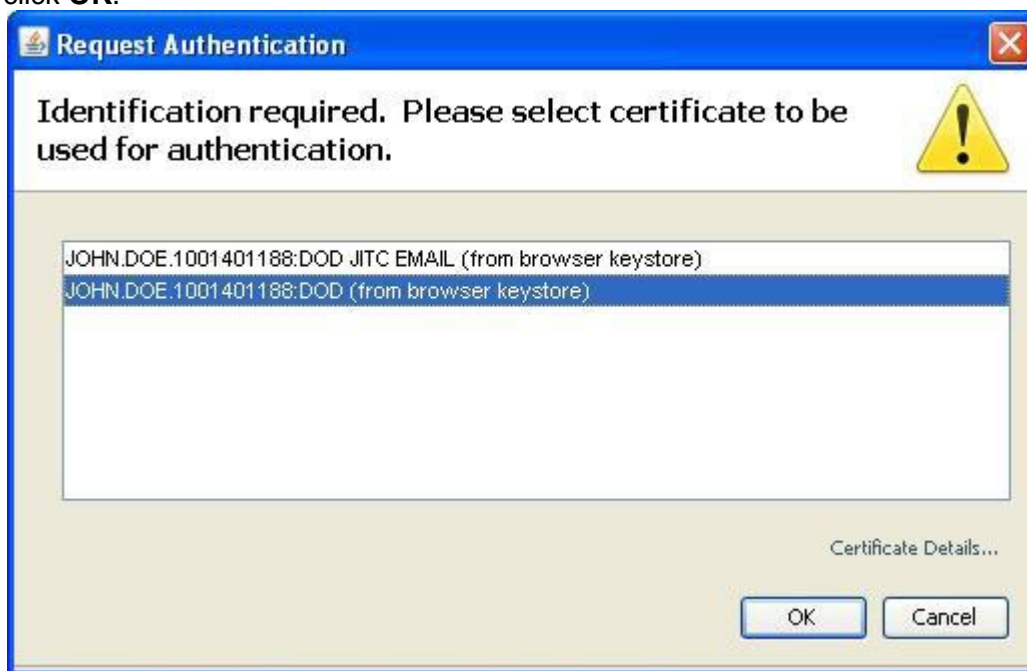 click OK.
Request Authentication
Identification required. Please select certificate to be
used for authentication.
JOHN.DOE.1001401188:DOD JITC EMAIL (from browser keystore)
JOHN.DOE.1001401188:DOD (from browser keystore)
Certificate Details...
OK Cancel